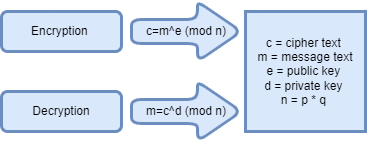 Encryption
c=m^e (mod n)
Decryption
m=c^d (mod n)
c = cipher text
m = message text
e = public key
d = private key
n = p * q